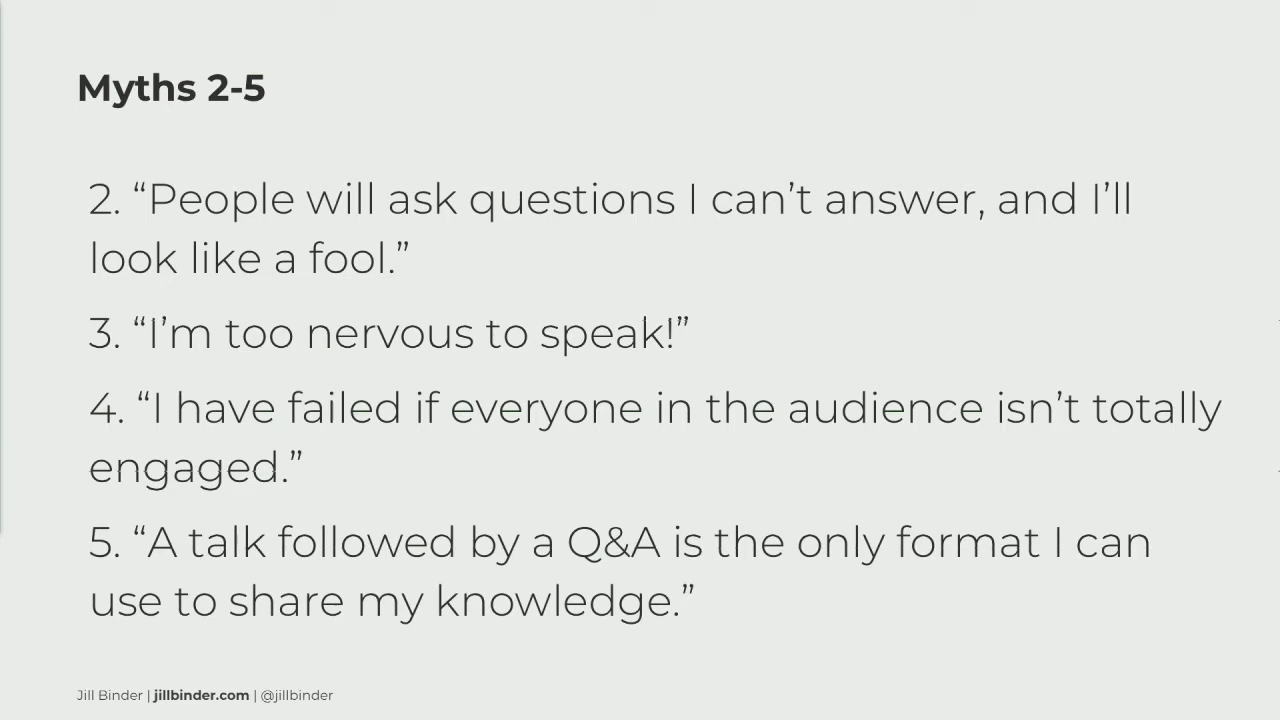 Myths 2-5
2. “People will ask questions I can’t answer, and I’ll
look like a fool.”
3. “I’m too nervous to speak!”
4. “I have failed if everyone in the audience isn’t totally
engaged.”
5. “A talk followed by a Q&A is the only format I can
use to share my knowledge.”
Jill Binder | jillbinder.com | @jillbinder